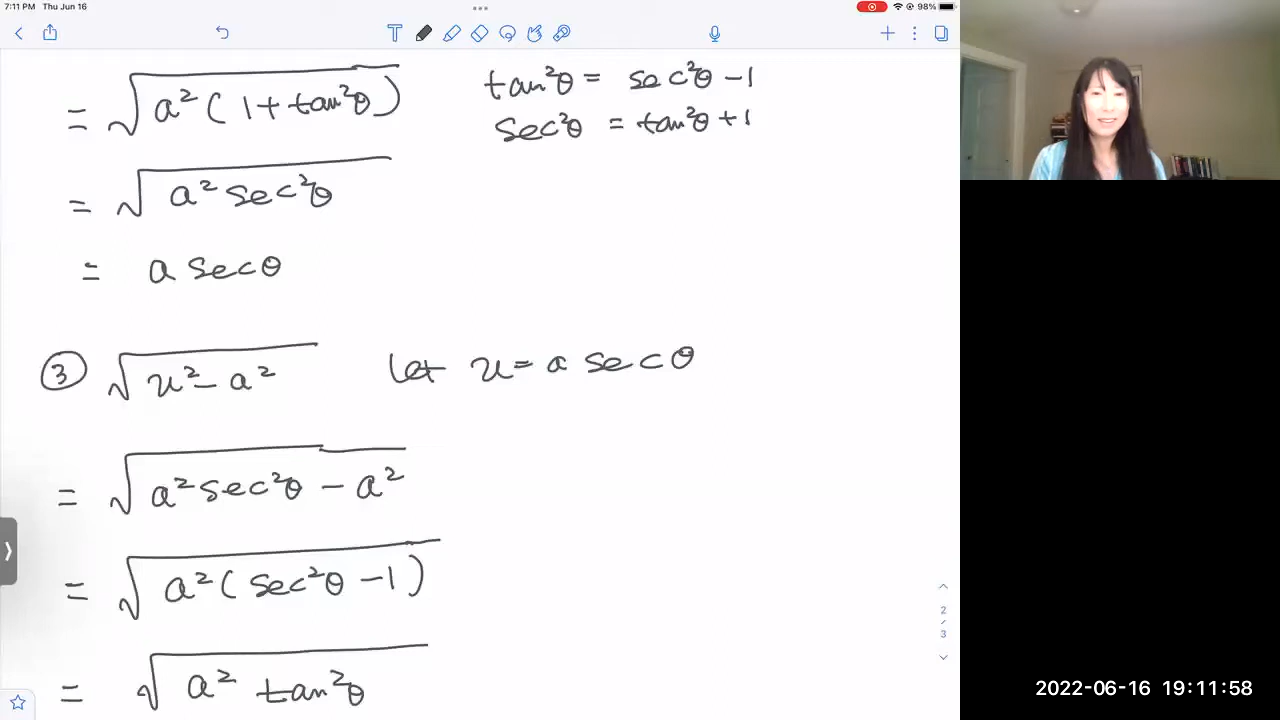 7:11 PM Thu Jun 16
98%
= √(a²(1+tan²θ))
tan²θ = sec²θ −1
sec²θ = tan²θ +1
= √(a² sec²θ)
= a secθ
③ √(u² − a²) let u = a secθ
= √(a² sec²θ − a²)
= √(a²(sec²θ −1))
= √(a² tan²θ)
2
/
3
2022-06-16 19:11:58